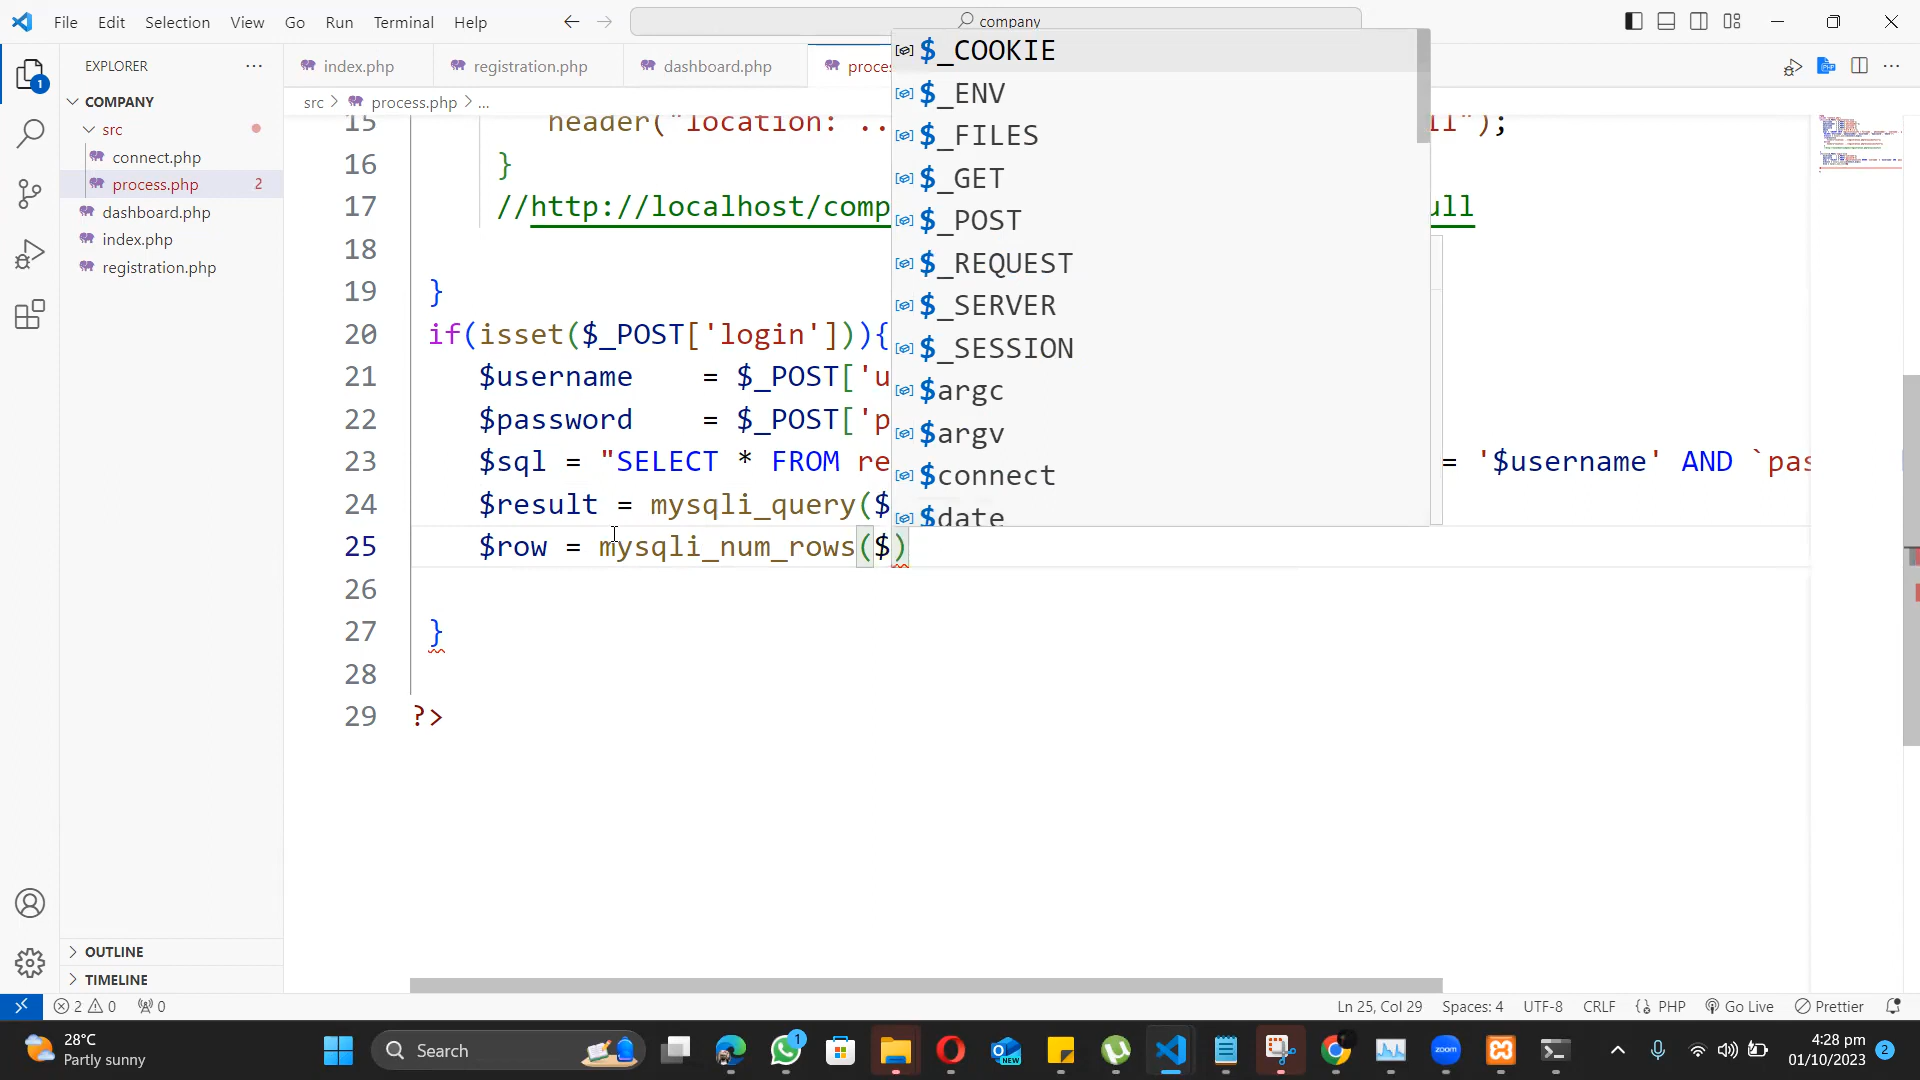 File Edit Selection View Go Run Terminal Help
company
EXPLORER
COMPANY
src
connect.php
process.php 2
dashboard.php
index.php
registration.php
OUTLINE
TIMELINE
index.php registration.php dashboard.php
src > process.php > ...
15 header("location: ..
16 }
17 //http://localhost/comp
18
19 }
20 if(isset($_POST['login'])){
21 $username = $_POST['u
22 $password = $_POST['p
23 $sql = "SELECT * FROM re = '$username' AND `pas
24 $result = mysqli_query($
25 $row = mysqli_num_rows($)
26
27 }
28
29 ?>
$_COOKIE
$_ENV
$_FILES
$_GET
$_POST
$_REQUEST
$_SERVER
$_SESSION
$argc
$argv
$connect
$date
2 0 0
Ln 25, Col 29 Spaces: 4 UTF-8 CRLF PHP Go Live Prettier
28°C
Partly sunny
Search
4:28 pm
01/10/2023
2